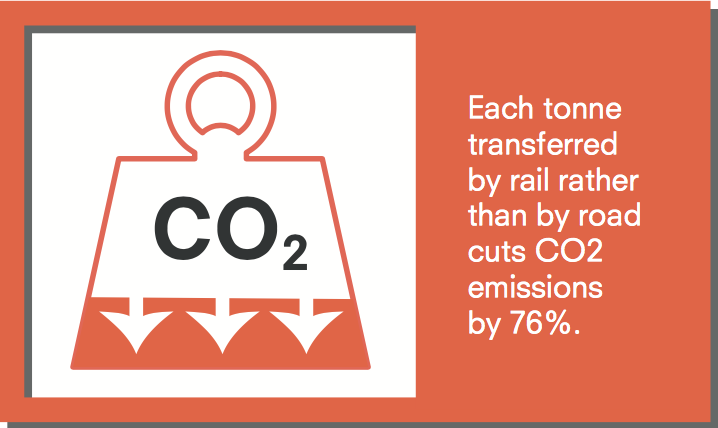 CO2
Each tonne
transferred
by rail rather
than by road
cuts CO2
emissions
by 76%.